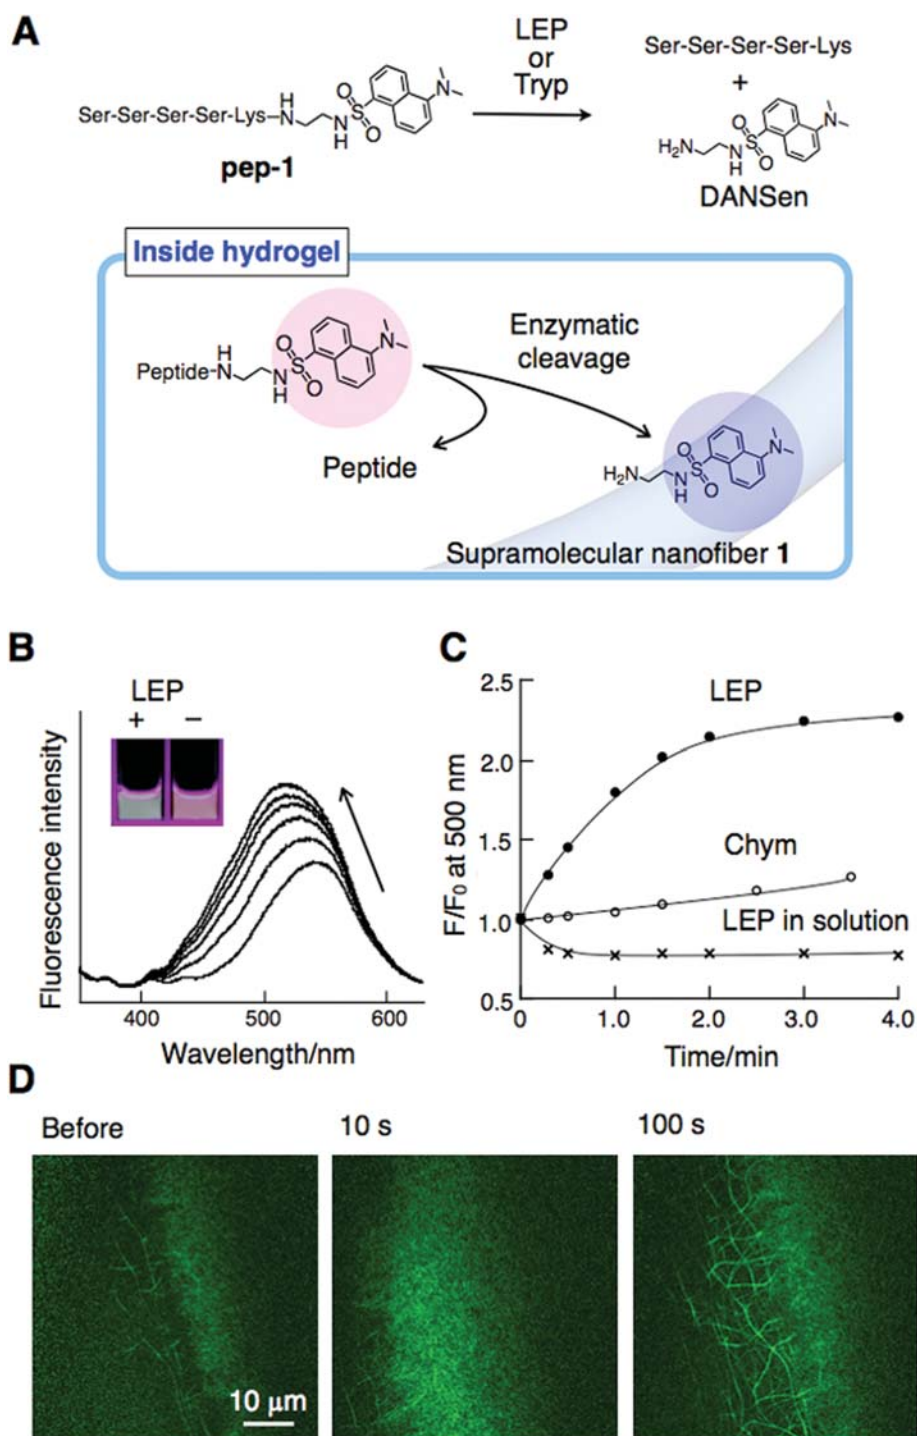 A
LEP
or
Tryp
Ser-Ser-Ser-Ser-Lys
+
Ser-Ser-Ser-Ser-Lys
H
N
N
H
S
O
O
N
pep-1
H2N
N
H
S
O
O
N
DANSen
Inside hydrogel
Peptide
H
N
N
H
S
O
O
N
Enzymatic
cleavage
Peptide
H2N
N
H
S
O
O
N
Supramolecular nanofiber 1
B
LEP
+ −
Fluorescence intensity
400 500 600
Wavelength/nm
C
F/F0 at 500 nm
2.5
2.0
1.5
1.0
0.5
LEP
Chym
LEP in solution
0 1.0 2.0 3.0 4.0
Time/min
D
Before 10 s 100 s
10 μm